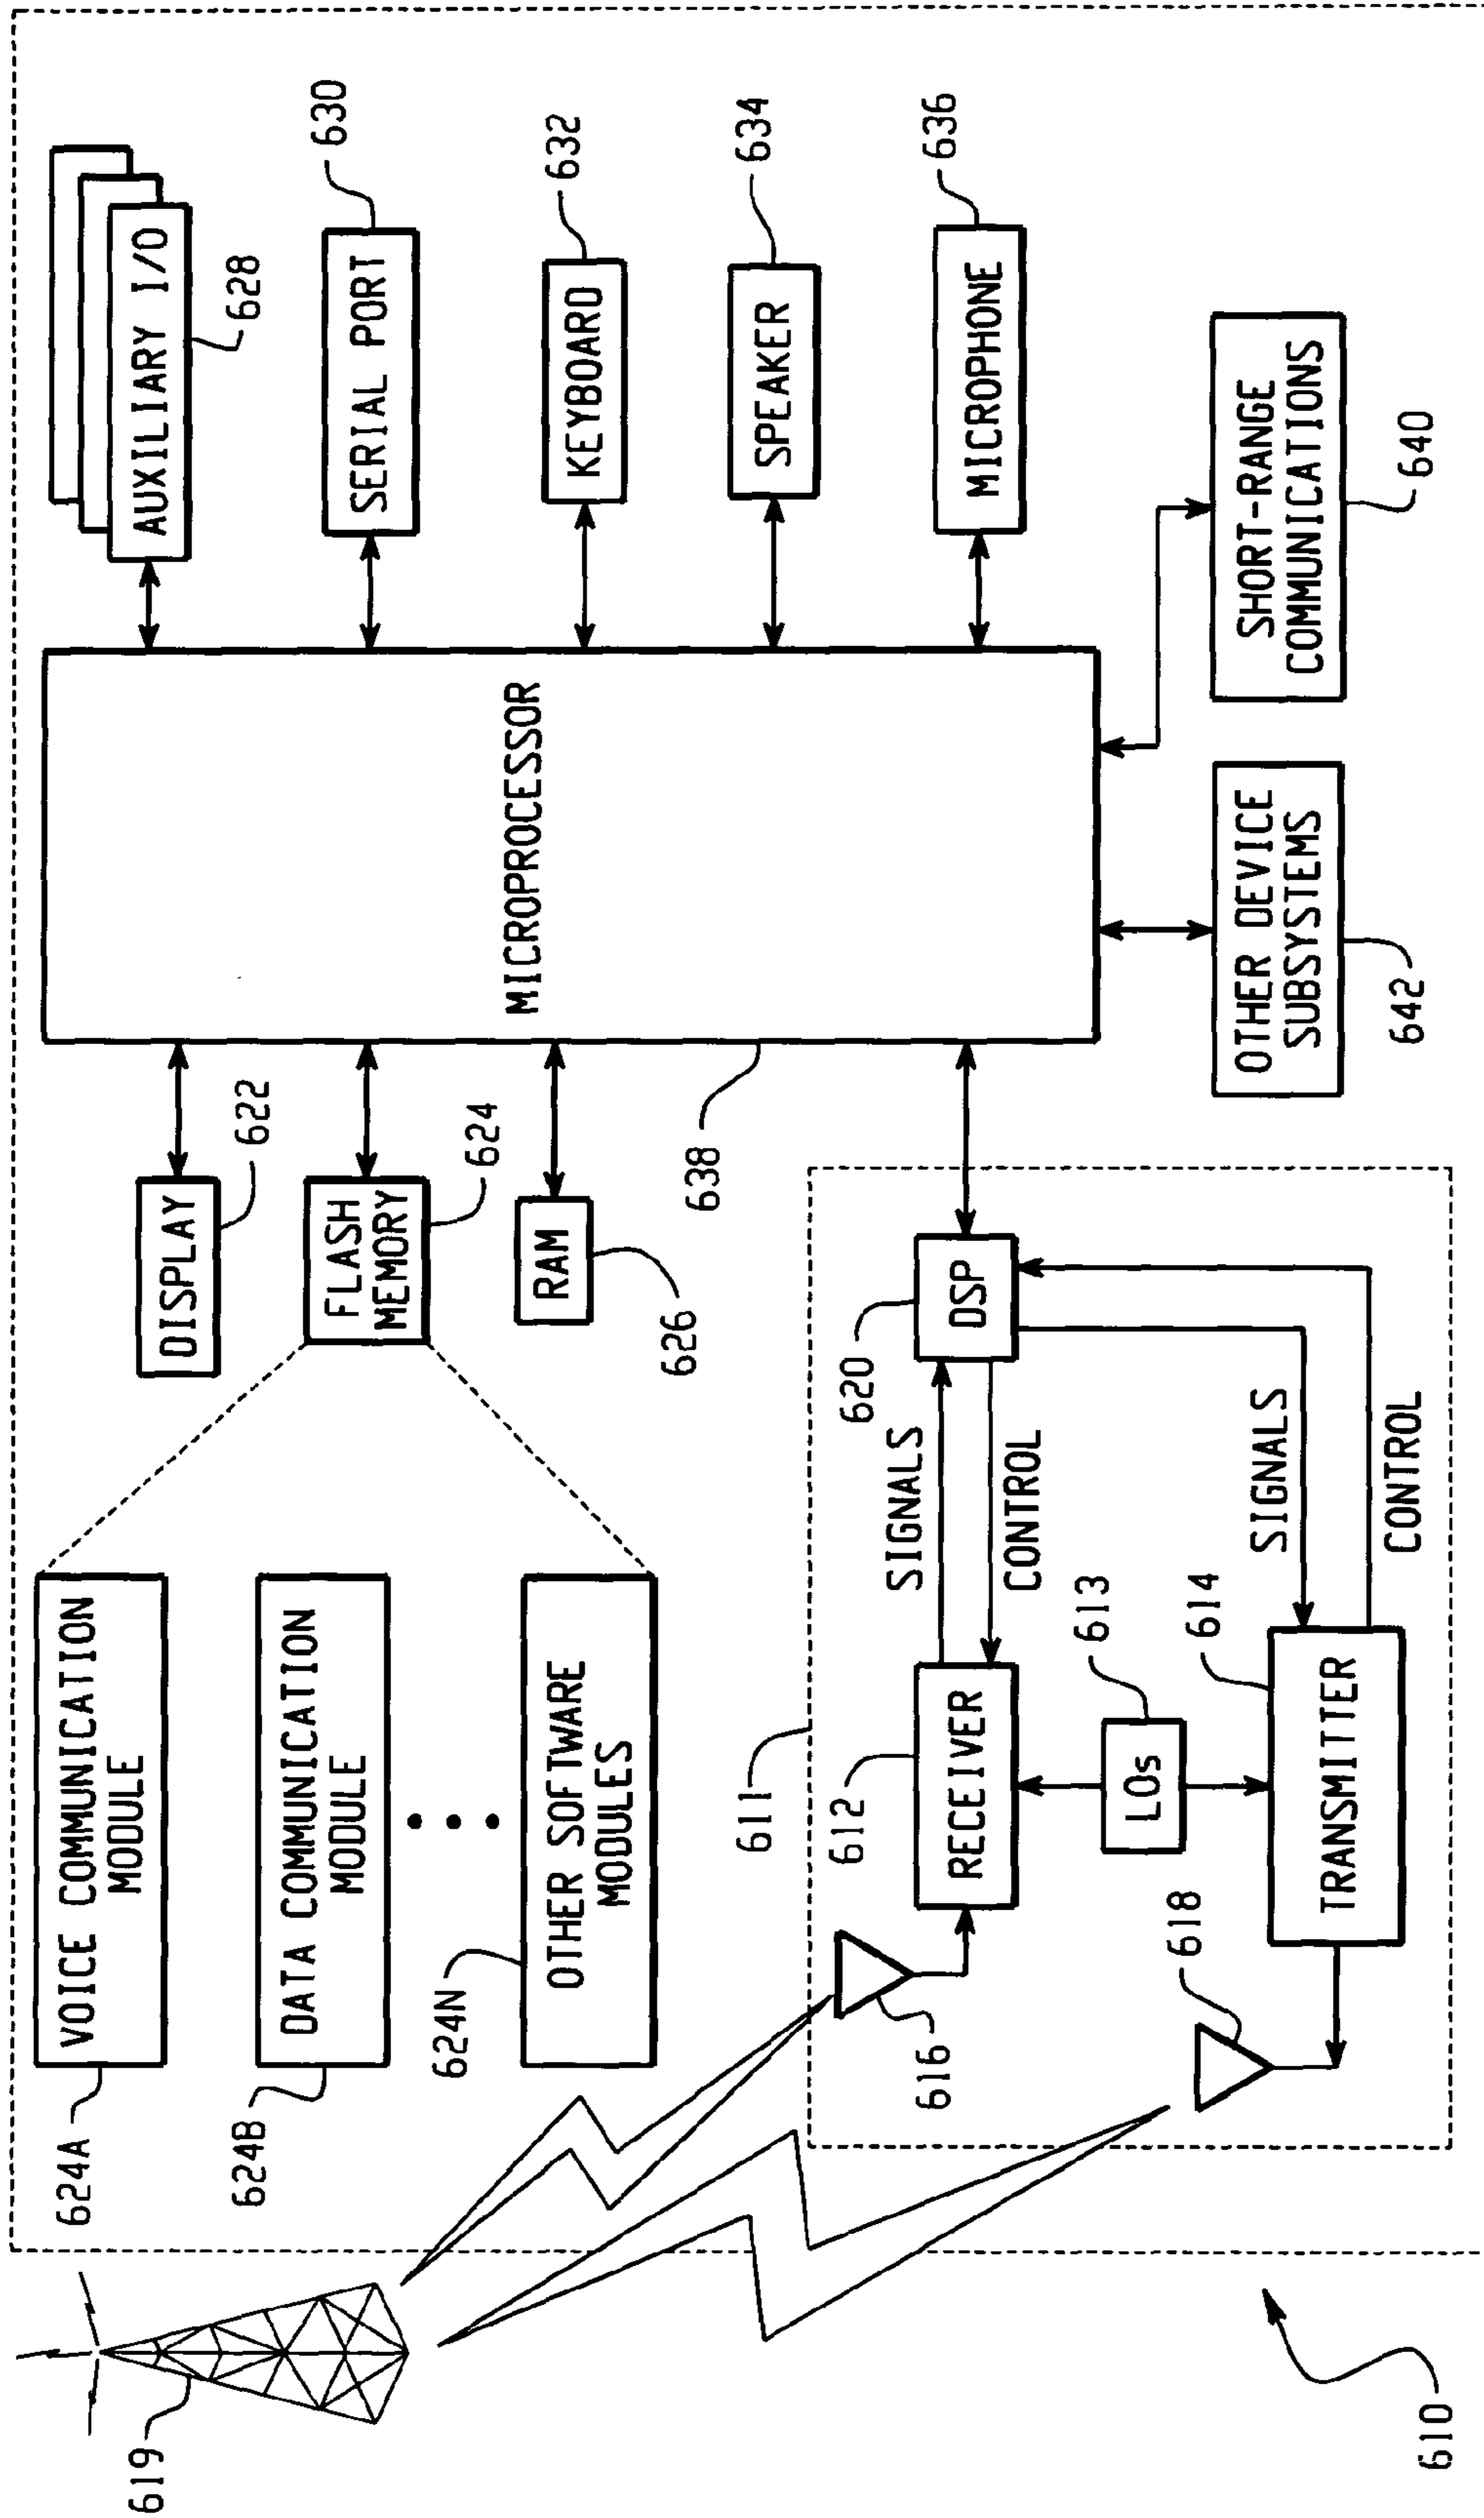 619
624A
VOICE COMMUNICATION
MODULE
624B
DATA COMMUNICATION
MODULE
624N
OTHER SOFTWARE
MODULES
DISPLAY
622
FLASH
MEMORY
624
RAM
626
638
MICROPROCESSOR
AUXILIARY I/O
628
SERIAL PORT
630
KEYBOARD
632
SPEAKER
634
MICROPHONE
636
611
612
616
RECEIVER
SIGNALS
CONTROL
620
DSP
613
LOs
614
618
TRANSMITTER
SIGNALS
CONTROL
OTHER DEVICE
SUBSYSTEMS
642
SHORT-RANGE
COMMUNICATIONS
640
610